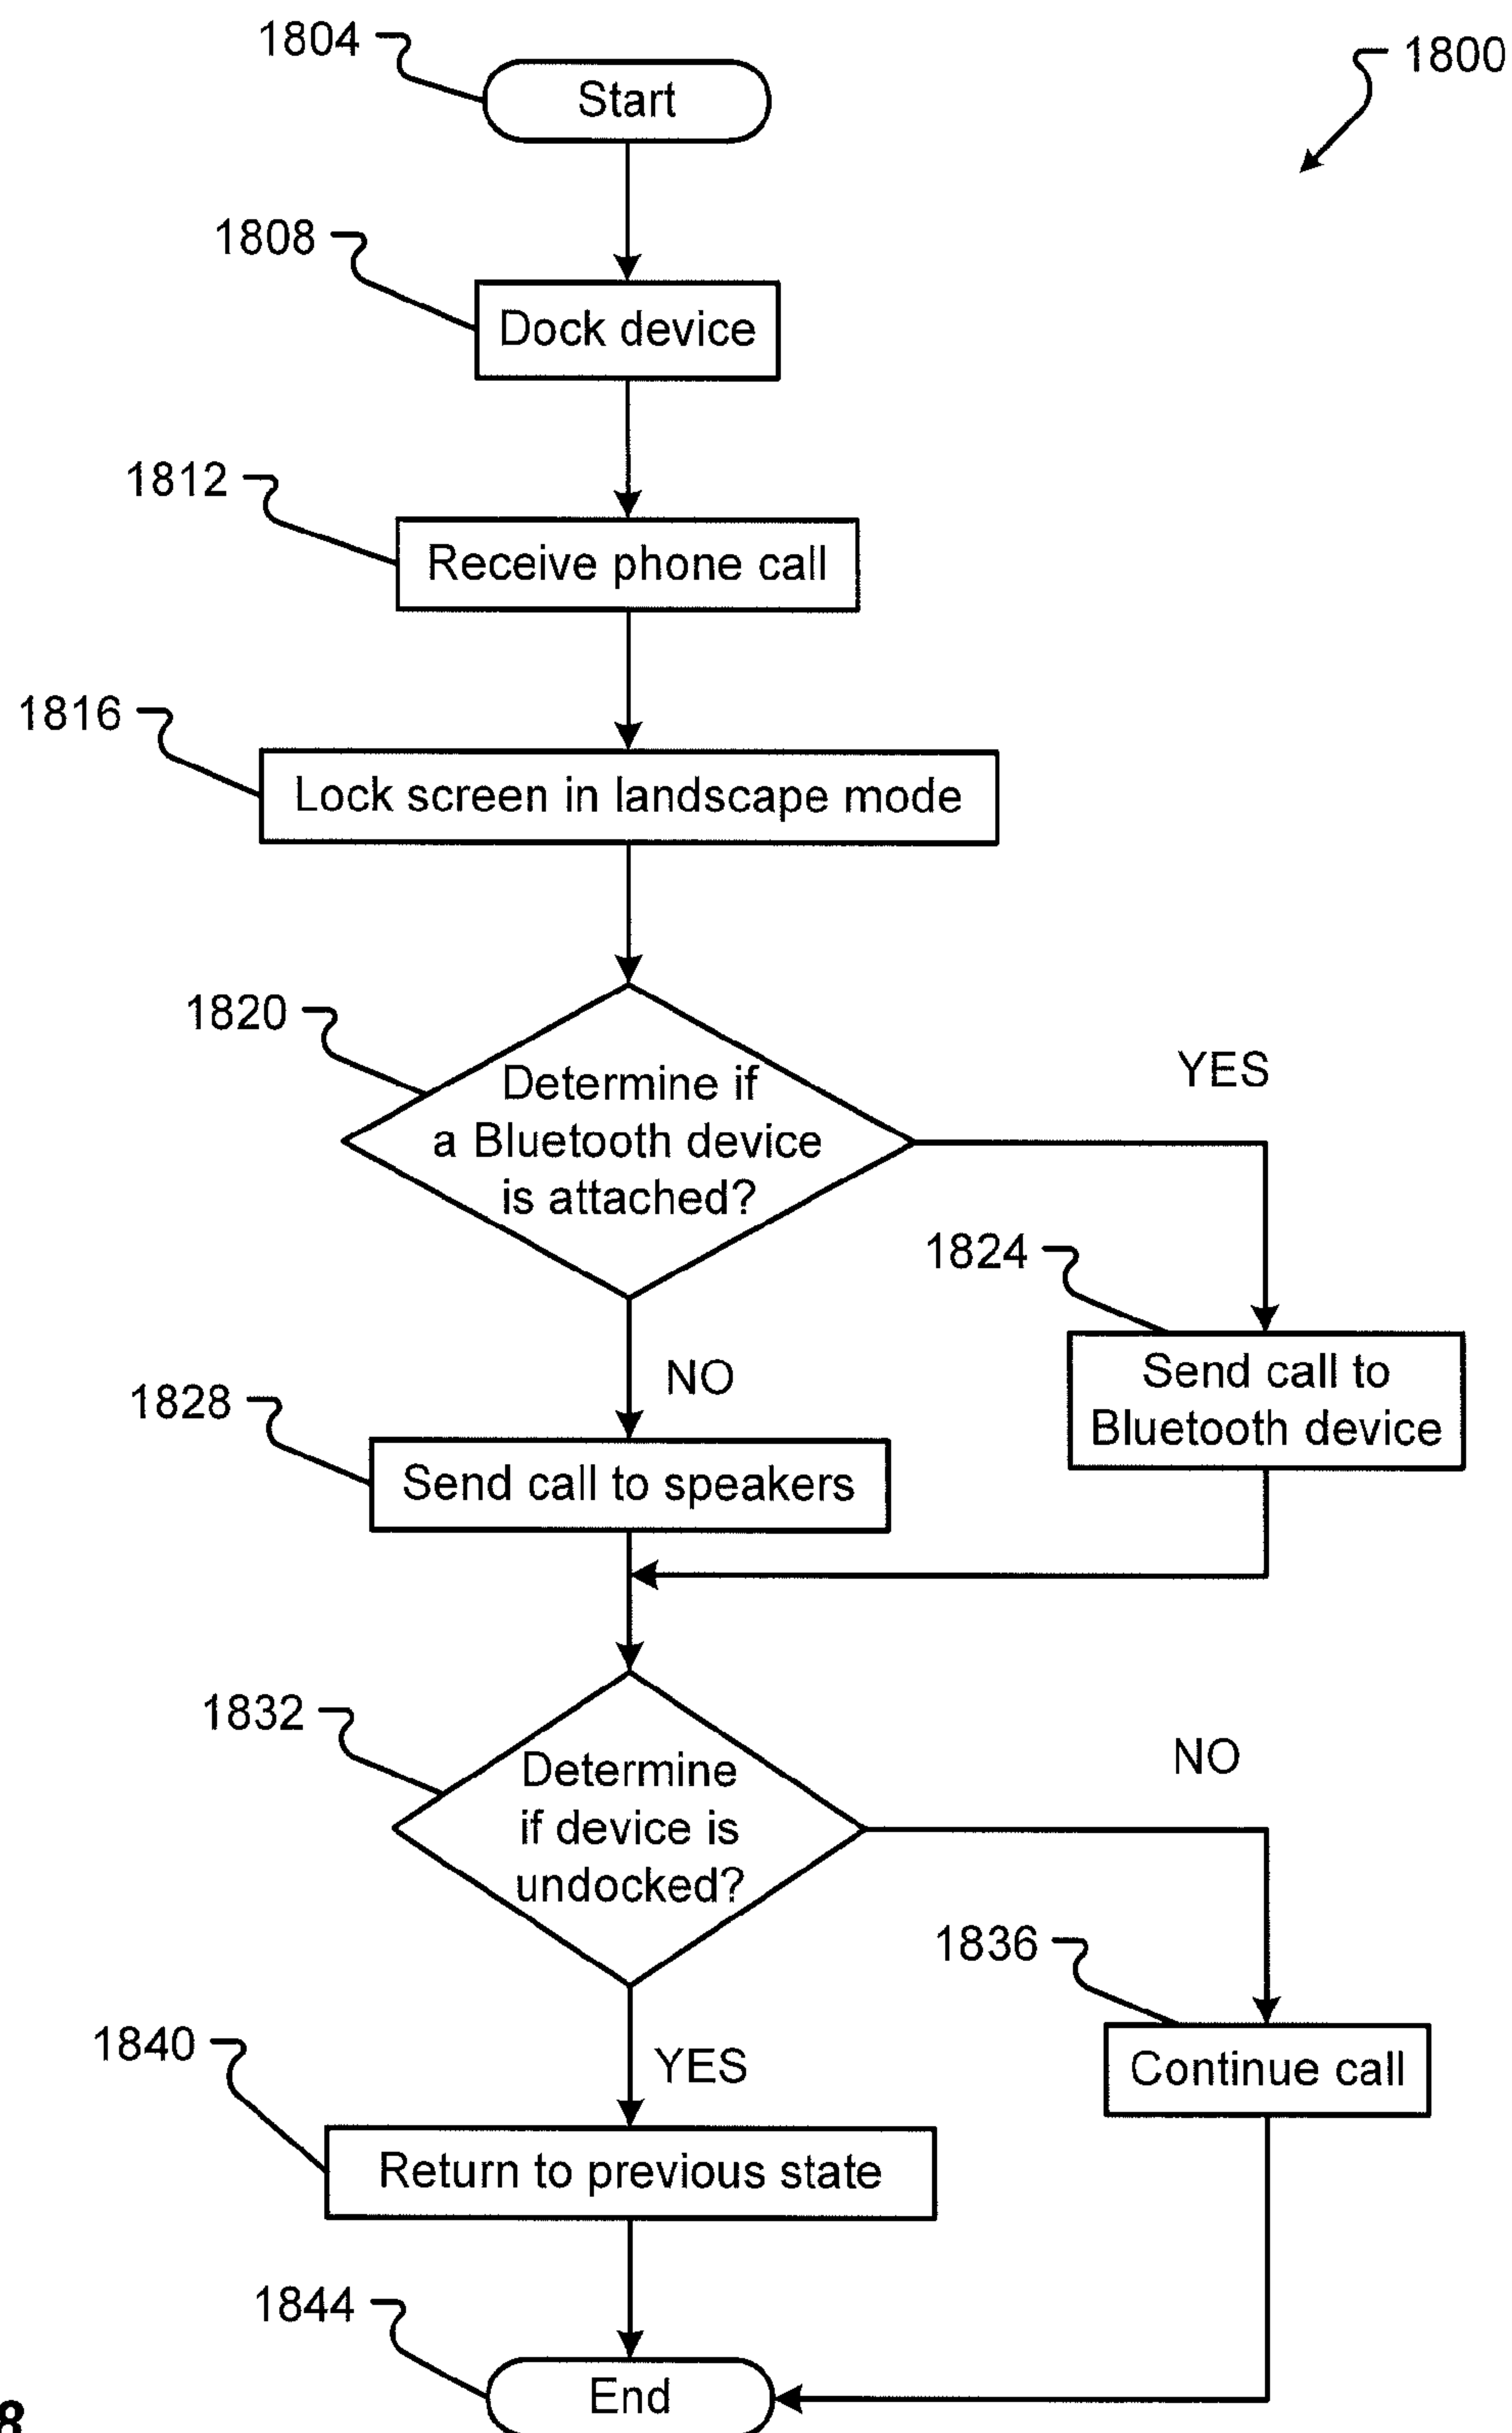 1804
Start
1800
1808
Dock device
1812
Receive phone call
1816
Lock screen in landscape mode
1820
Determine if
a Bluetooth device
is attached?
YES
1824
Send call to
Bluetooth device
NO
1828
Send call to speakers
1832
Determine
if device is
undocked?
NO
1836
Continue call
YES
1840
Return to previous state
1844
End
8